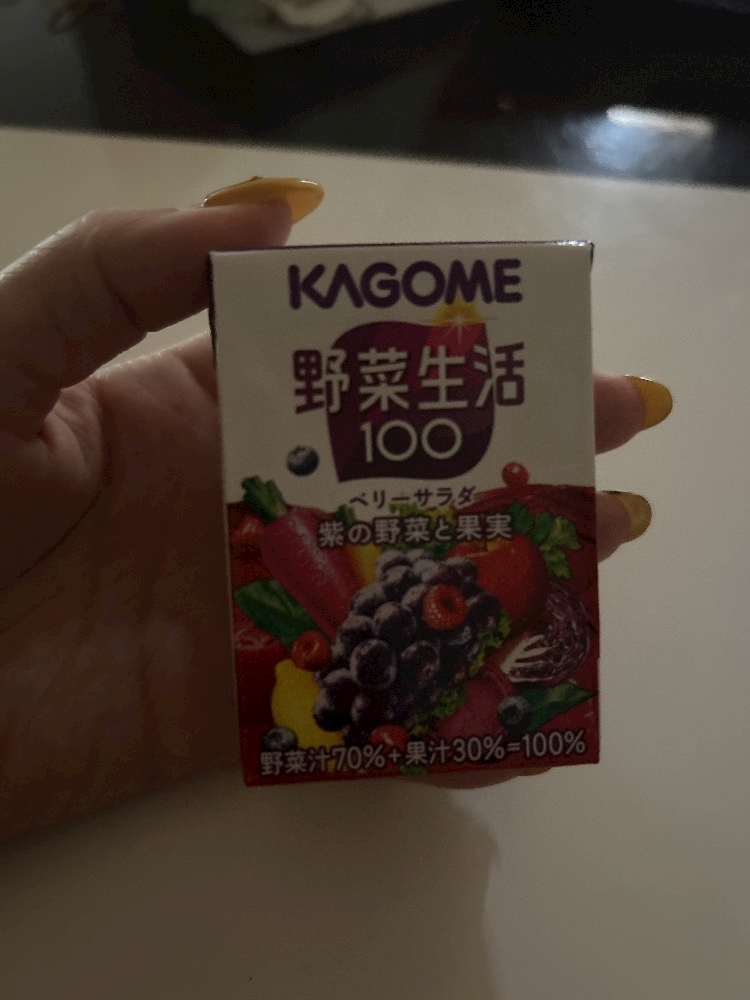 KAGOME
野菜生活
100
ベリーサラダ
紫の野菜と果実
野菜汁70%+果汁30%=100%